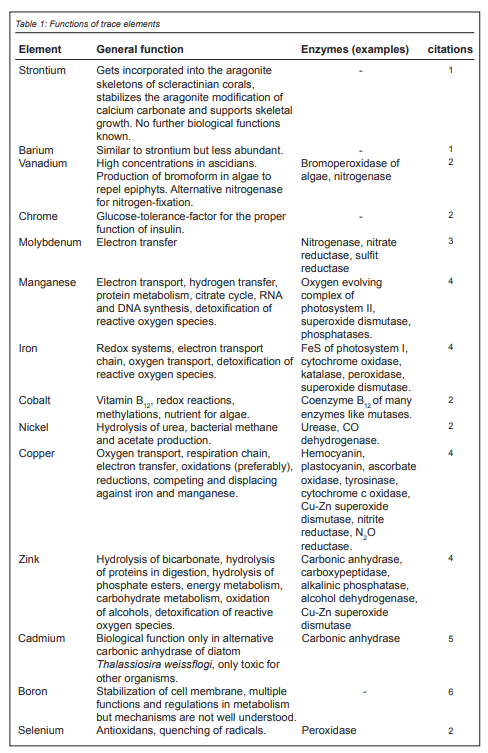 Table 1: Functions of trace elements
Element General function Enzymes (examples) citations
Strontium Gets incorporated into the aragonite - 1
skeletons of scleractinian corals,
stabilizes the aragonite modification of
calcium carbonate and supports skeletal
growth. No further biological functions
known.
Barium Similar to strontium but less abundant. - 1
Vanadium High concentrations in ascidians. Bromoperoxidase of 2
Production of bromoform in algae to algae, nitrogenase
repel epiphyts. Alternative nitrogenase
for nitrogen-fixation.
Chrome Glucose-tolerance-factor for the proper - 2
function of insulin.
Molybdenum Electron transfer Nitrogenase, nitrate 3
reductase, sulfit
reductase
Manganese Electron transport, hydrogen transfer, Oxygen evolving 4
protein metabolism, citrate cycle, RNA complex of
and DNA synthesis, detoxification of photosystem II,
reactive oxygen species. superoxide dismutase,
phosphatases.
Iron Redox systems, electron transport FeS of photosystem I, 4
chain, oxygen transport, detoxification of cytochrome oxidase,
reactive oxygen species. katalase, peroxidase,
superoxide dismutase.
Cobalt Vitamin B12, redox reactions, Coenzyme B12 of many 2
methylations, nutrient for algae. enzymes like mutases.
Nickel Hydrolysis of urea, bacterial methane Urease, CO 2
and acetate production. dehydrogenase.
Copper Oxygen transport, respiration chain, Hemocyanin, 4
electron transfer, oxidations (preferably), plastocyanin, ascorbate
reductions, competing and displacing oxidase, tyrosinase,
against iron and manganese. cytochrome c oxidase,
Cu-Zn superoxide
dismutase, nitrite
reductase, N2O
reductase.
Zink Hydrolysis of bicarbonate, hydrolysis Carbonic anhydrase, 4
of proteins in digestion, hydrolysis of carboxypeptidase,
phosphate esters, energy metabolism, alkalinic phosphatase,
carbohydrate metabolism, oxidation alcohol dehydrogenase,
of alcohols, detoxification of reactive Cu-Zn superoxide
oxygen species. dismutase
Cadmium Biological function only in alternative Carbonic anhydrase 5
carbonic anhydrase of diatom
Thalassiosira weissflogi, only toxic for
other organisms.
Boron Stabilization of cell membrane, multiple - 6
functions and regulations in metabolism
but mechanisms are not well understood.
Selenium Antioxidans, quenching of radicals. Peroxidase 2